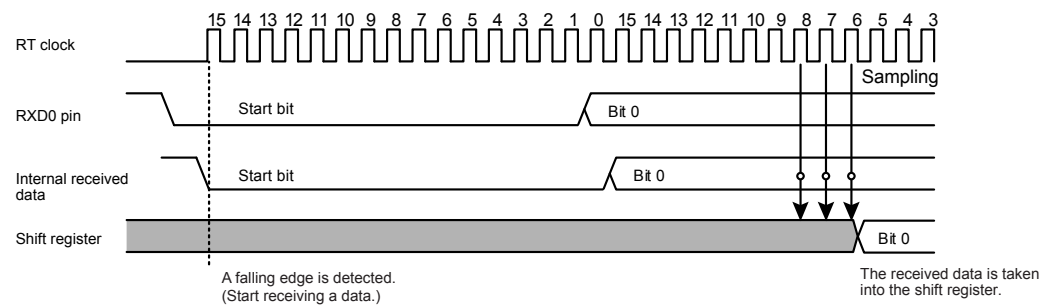 15 14 13 12 11 10 9 8 7 6 5 4 3 2 1 0 15 14 13 12 11 10 9 8 7 6 5 4 3
RT clock
Sampling
RXD0 pin
Start bit
Bit 0
Internal received
data
Start bit
Bit 0
Shift register
Bit 0
A falling edge is detected.
(Start receiving a data.)
The received data is taken
into the shift register.